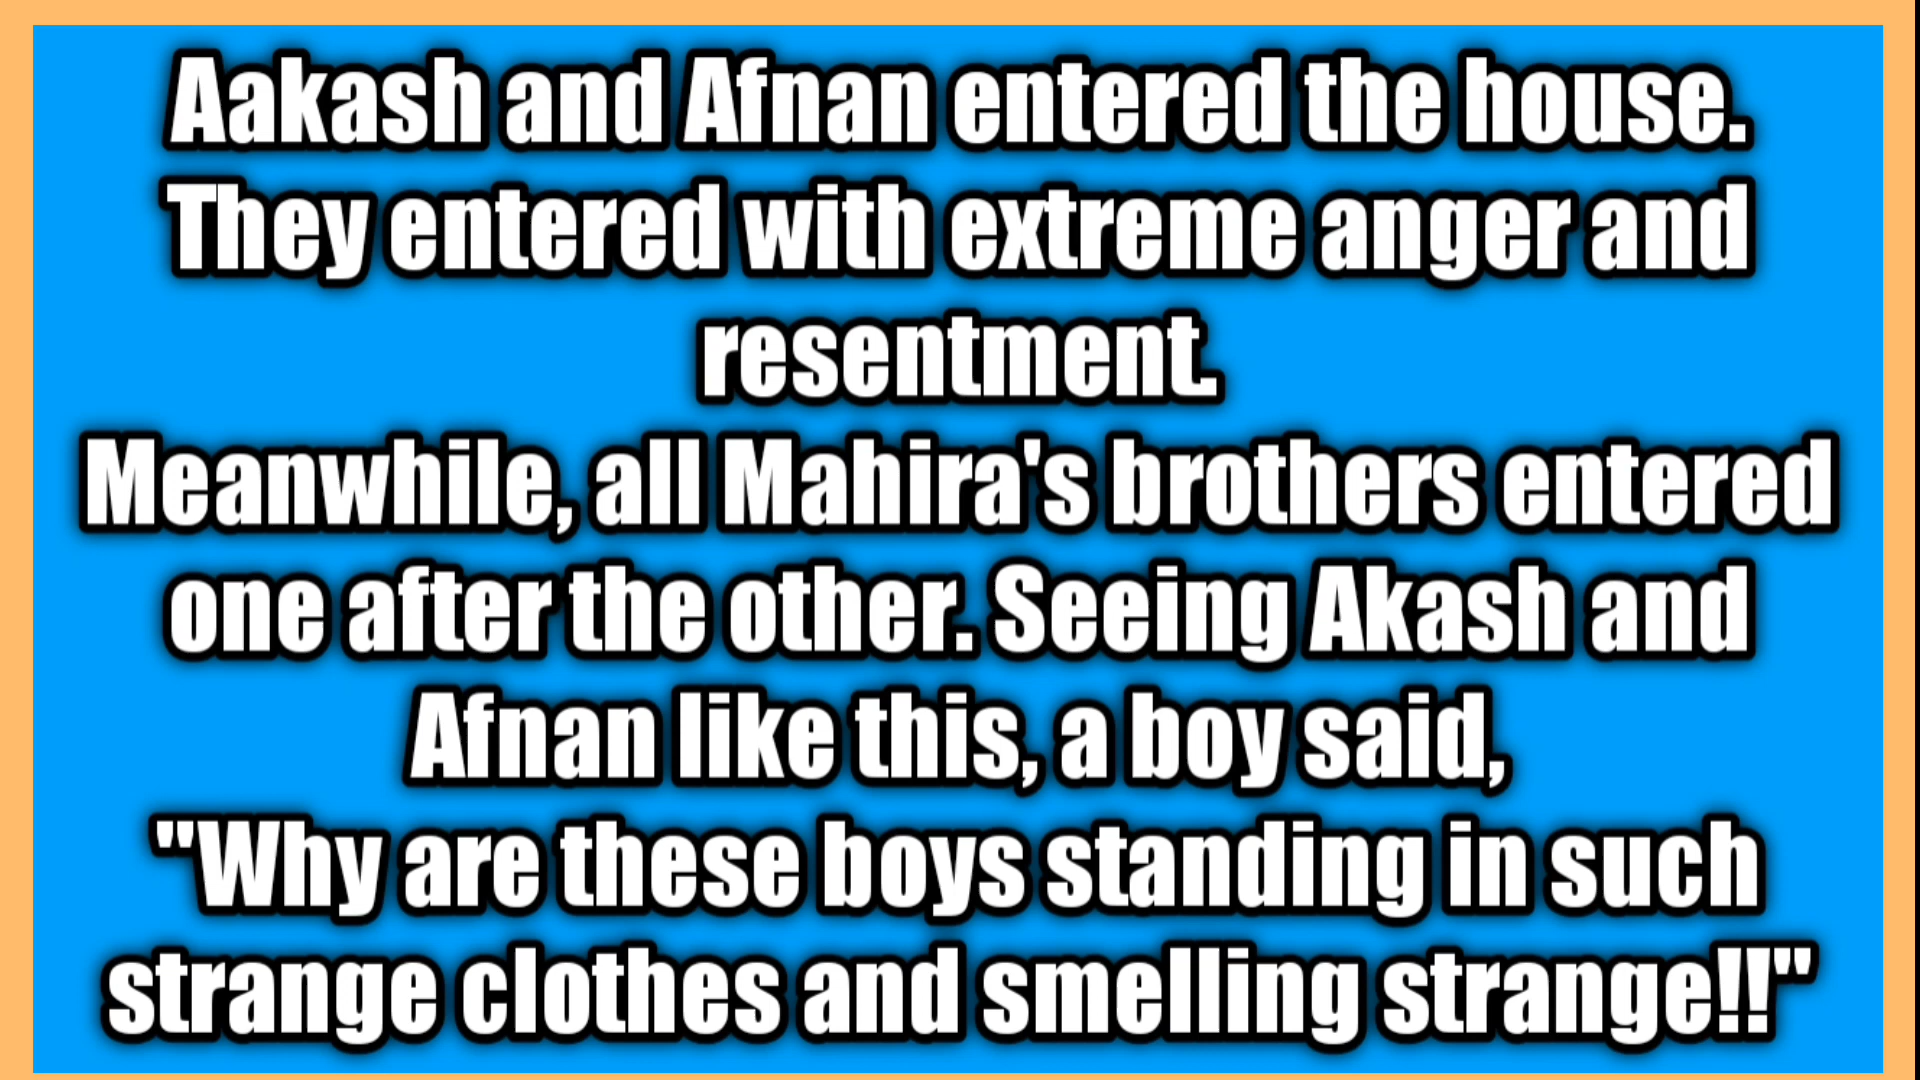 Aakash and Afnan entered the house.
They entered with extreme anger and
resentment.
Meanwhile, all Mahira's brothers entered
one after the other. Seeing Akash and
Afnan like this, a boy said,
"Why are these boys standing in such
strange clothes and smelling strange!!"